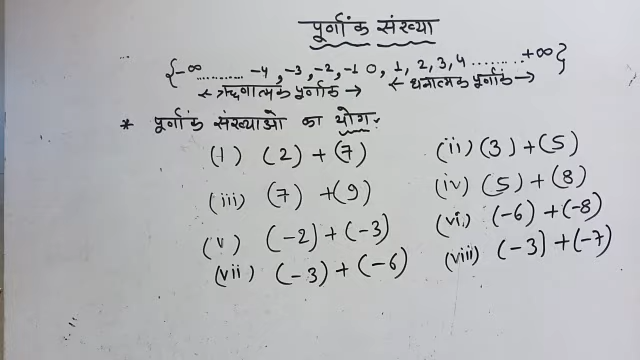 पूर्णांक संख्या
{-∞ .......... -4, -3, -2, -1 0, 1, 2, 3, 4 ........ +∞}
← ऋणात्मक पूर्णांक → ← धनात्मक पूर्णांक →
* पूर्णांक संख्याओ का योग:
(i) (2) + (7) (ii) (3) + (5)
(iii) (7) + (9) (iv) (5) + (8)
(v) (-2) + (-3) (vi) (-6) + (-8)
(vii) (-3) + (-6) (viii) (-3) + (-7)